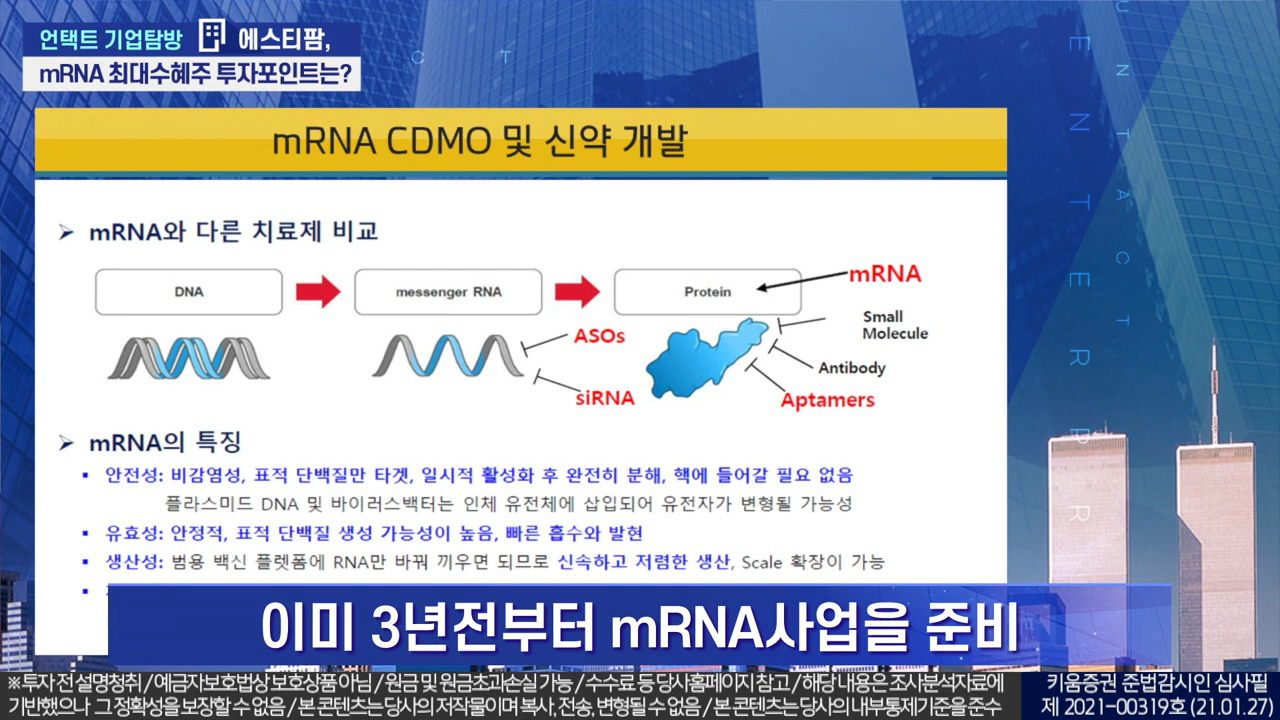 언택트 기업탐방 에스티팜,
mRNA 최대수혜주 투자포인트는?
UNTACT
ENTERPR
C T
mRNA CDMO 및 신약 개발
➢ mRNA와 다른 치료제 비교
DNA
messenger RNA
Protein
mRNA
ASOs
siRNA
Small
Molecule
Antibody
Aptamers
➢ mRNA의 특징
▪ 안전성: 비감염성, 표적 단백질만 타겟, 일시적 활성화 후 완전히 분해, 핵에 들어갈 필요 없음
플라스미드 DNA 및 바이러스백터는 인체 유전체에 삽입되어 유전자가 변형될 가능성
▪ 유효성: 안정적, 표적 단백질 생성 가능성이 높음, 빠른 흡수와 발현
▪ 생산성: 범용 백신 플렛폼에 RNA만 바꿔 끼우면 되므로 신속하고 저렴한 생산, Scale 확장이 가능
이미 3년전부터 mRNA사업을 준비
※투자 전 설명청취 / 예금자보호법상 보호상품 아님 / 원금 및 원금초과손실 가능 / 수수료 등 당사홈페이지 참고 / 해당 내용은 조사분석자료에
기반했으나 그 정확성을 보장할 수 없음 / 본 콘텐츠는 당사의 저작물이며 복사, 전송, 변형될 수 없음 / 본 콘텐츠는 당사의 내부통제기준을 준수
키움증권 준법감시인 심사필
제 2021-00319호 (21.01.27)